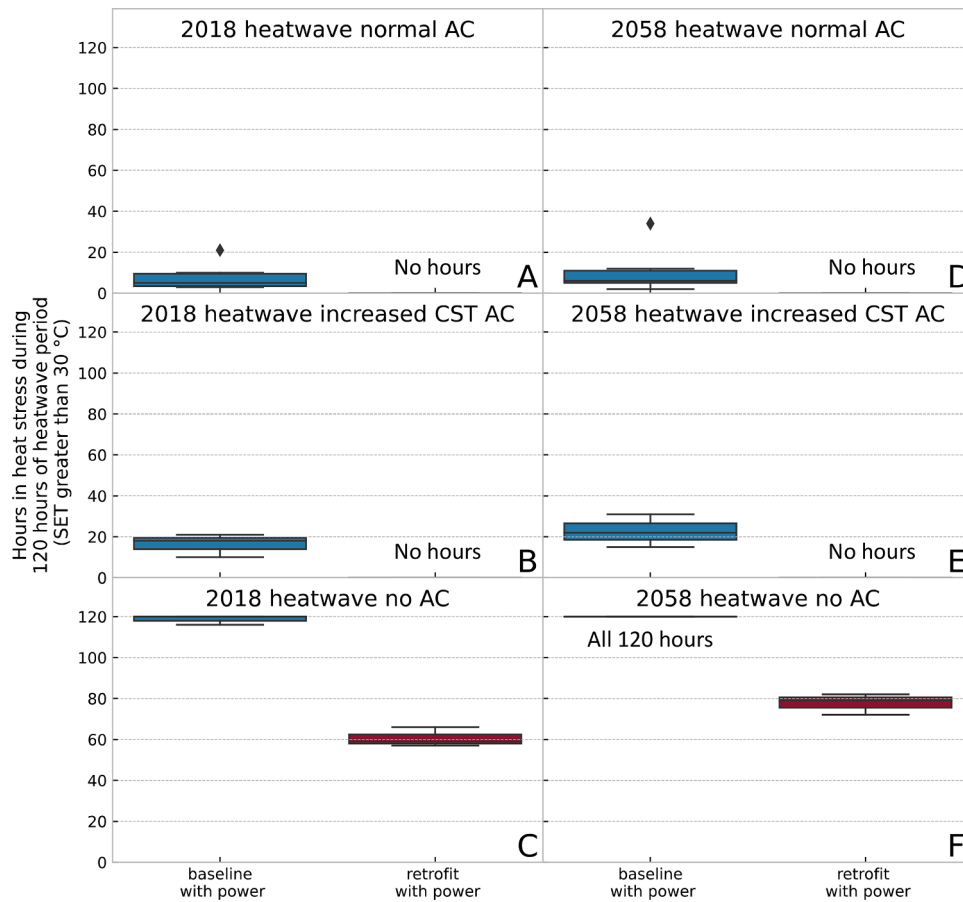 2018 heatwave normal AC
2058 heatwave normal AC
120
100
80
60
40
20
0
No hours
A
No hours
D
2018 heatwave increased CST AC
2058 heatwave increased CST AC
120
100
80
60
40
20
0
No hours
B
No hours
E
Hours in heat stress during
120 hours of heatwave period
(SET greater than 30 °C)
2018 heatwave no AC
2058 heatwave no AC
120
100
80
60
40
20
0
All 120 hours
C
F
baseline
with power
retrofit
with power
baseline
with power
retrofit
with power